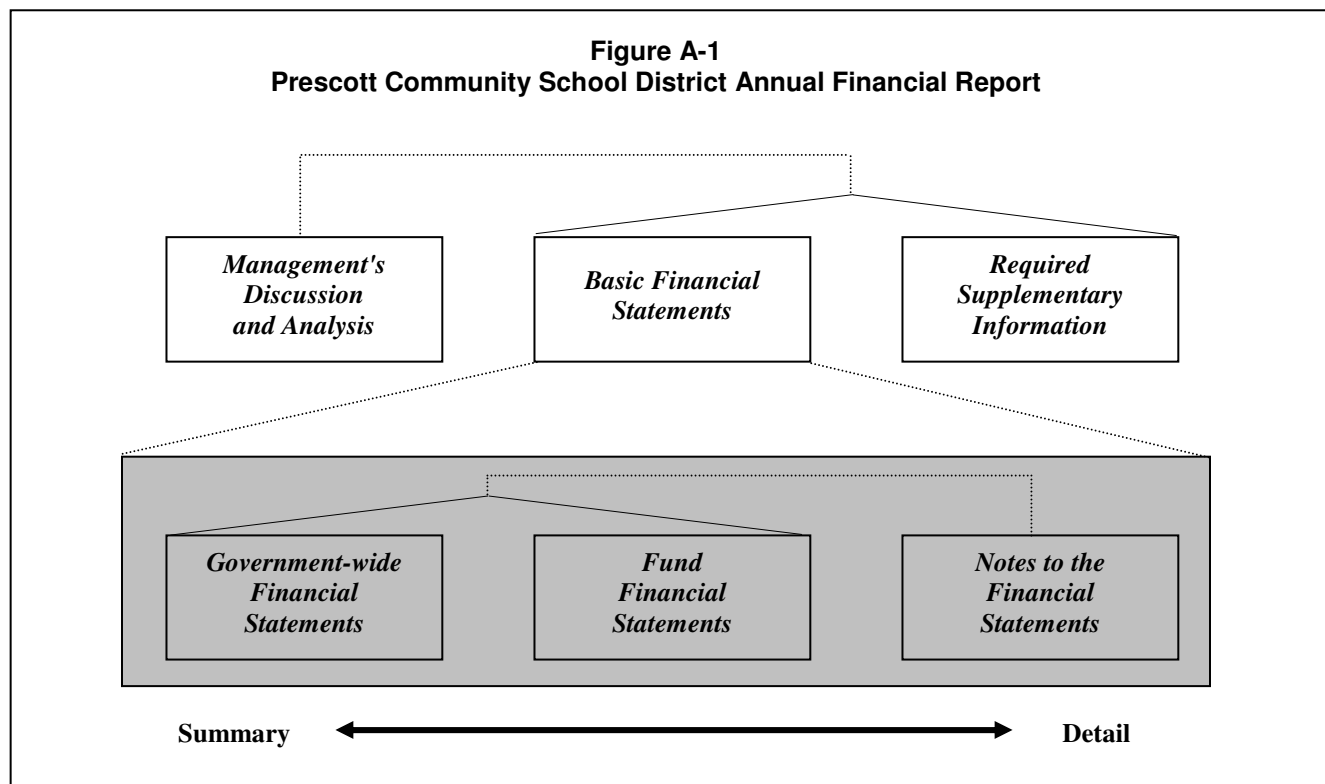 Figure A-1
Prescott Community School District Annual Financial Report
Management's
Discussion
and Analysis
Basic Financial
Statements
Required
Supplementary
Information
Government-wide
Financial
Statements
Fund
Financial
Statements
Notes to the
Financial
Statements
Summary
Detail